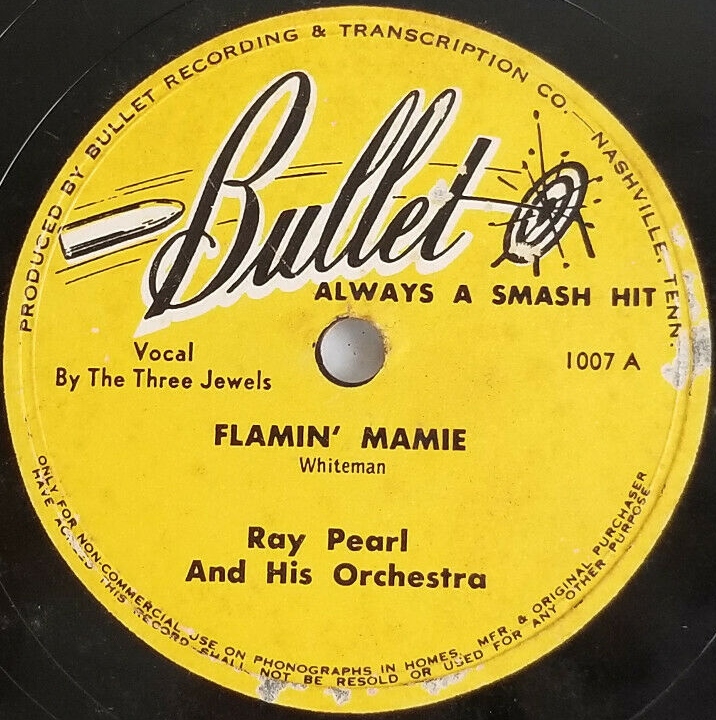 PRODUCED BY BULLET RECORDING & TRANSCRIPTION CO.—NASHVILLE, TENN.
Bullet
ALWAYS A SMASH HIT
Vocal
By The Three Jewels
1007 A
FLAMIN' MAMIE
Whiteman
Ray Pearl
And His Orchestra
ONLY FOR NON-COMMERCIAL USE ON PHONOGRAPHS IN HOMES. MFR. & ORIGINAL PURCHASER
HAVE AGREED THIS RECORD SHALL NOT BE RESOLD OR USED FOR ANY OTHER PURPOSE